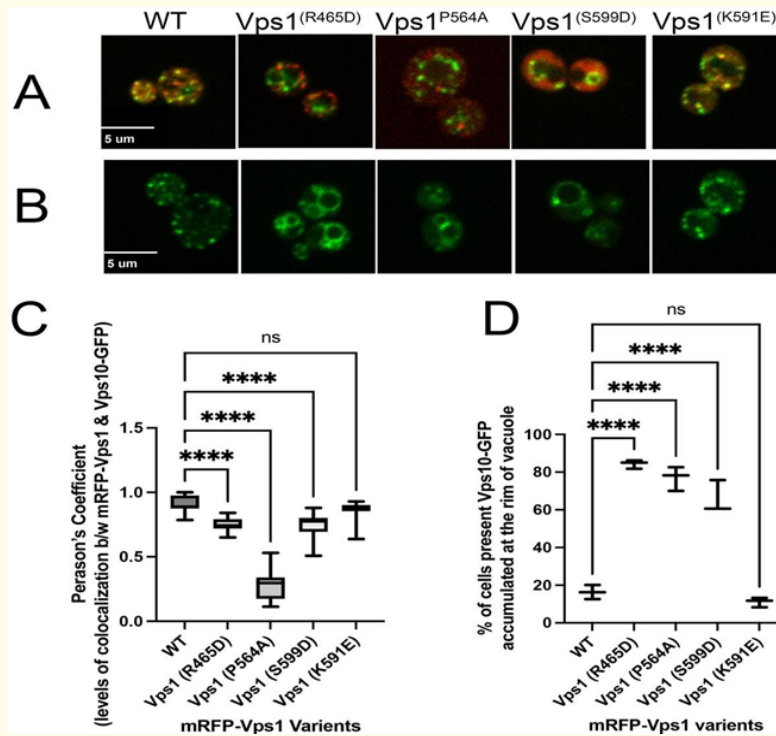 WT Vps1(R465D) Vps1P564A Vps1(S599D) Vps1(K591E)
A
5 um
B
5 um
C
ns
****
****
****
Perason's Coefficient
(levels of colocalization b/w mRFP-Vps1 & Vps10-GFP)
1.5
1.0
0.5
0.0
WT
Vps1 (R465D)
Vps1 (P564A)
Vps1 (S599D)
Vps1 (K591E)
mRFP-Vps1 Varients
D
ns
****
****
****
% of cells present Vps10-GFP
accumulated at the rim of vacuole
100
80
60
40
20
0
WT
Vps1 (R465D)
Vps1 (P564A)
Vps1 (S599D)
Vps1 (K591E)
mRFP-Vps1 varients